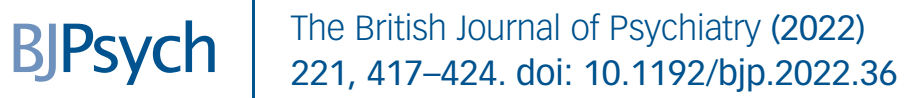 BJPsych
The British Journal of Psychiatry (2022)
221, 417–424. doi: 10.1192/bjp.2022.36